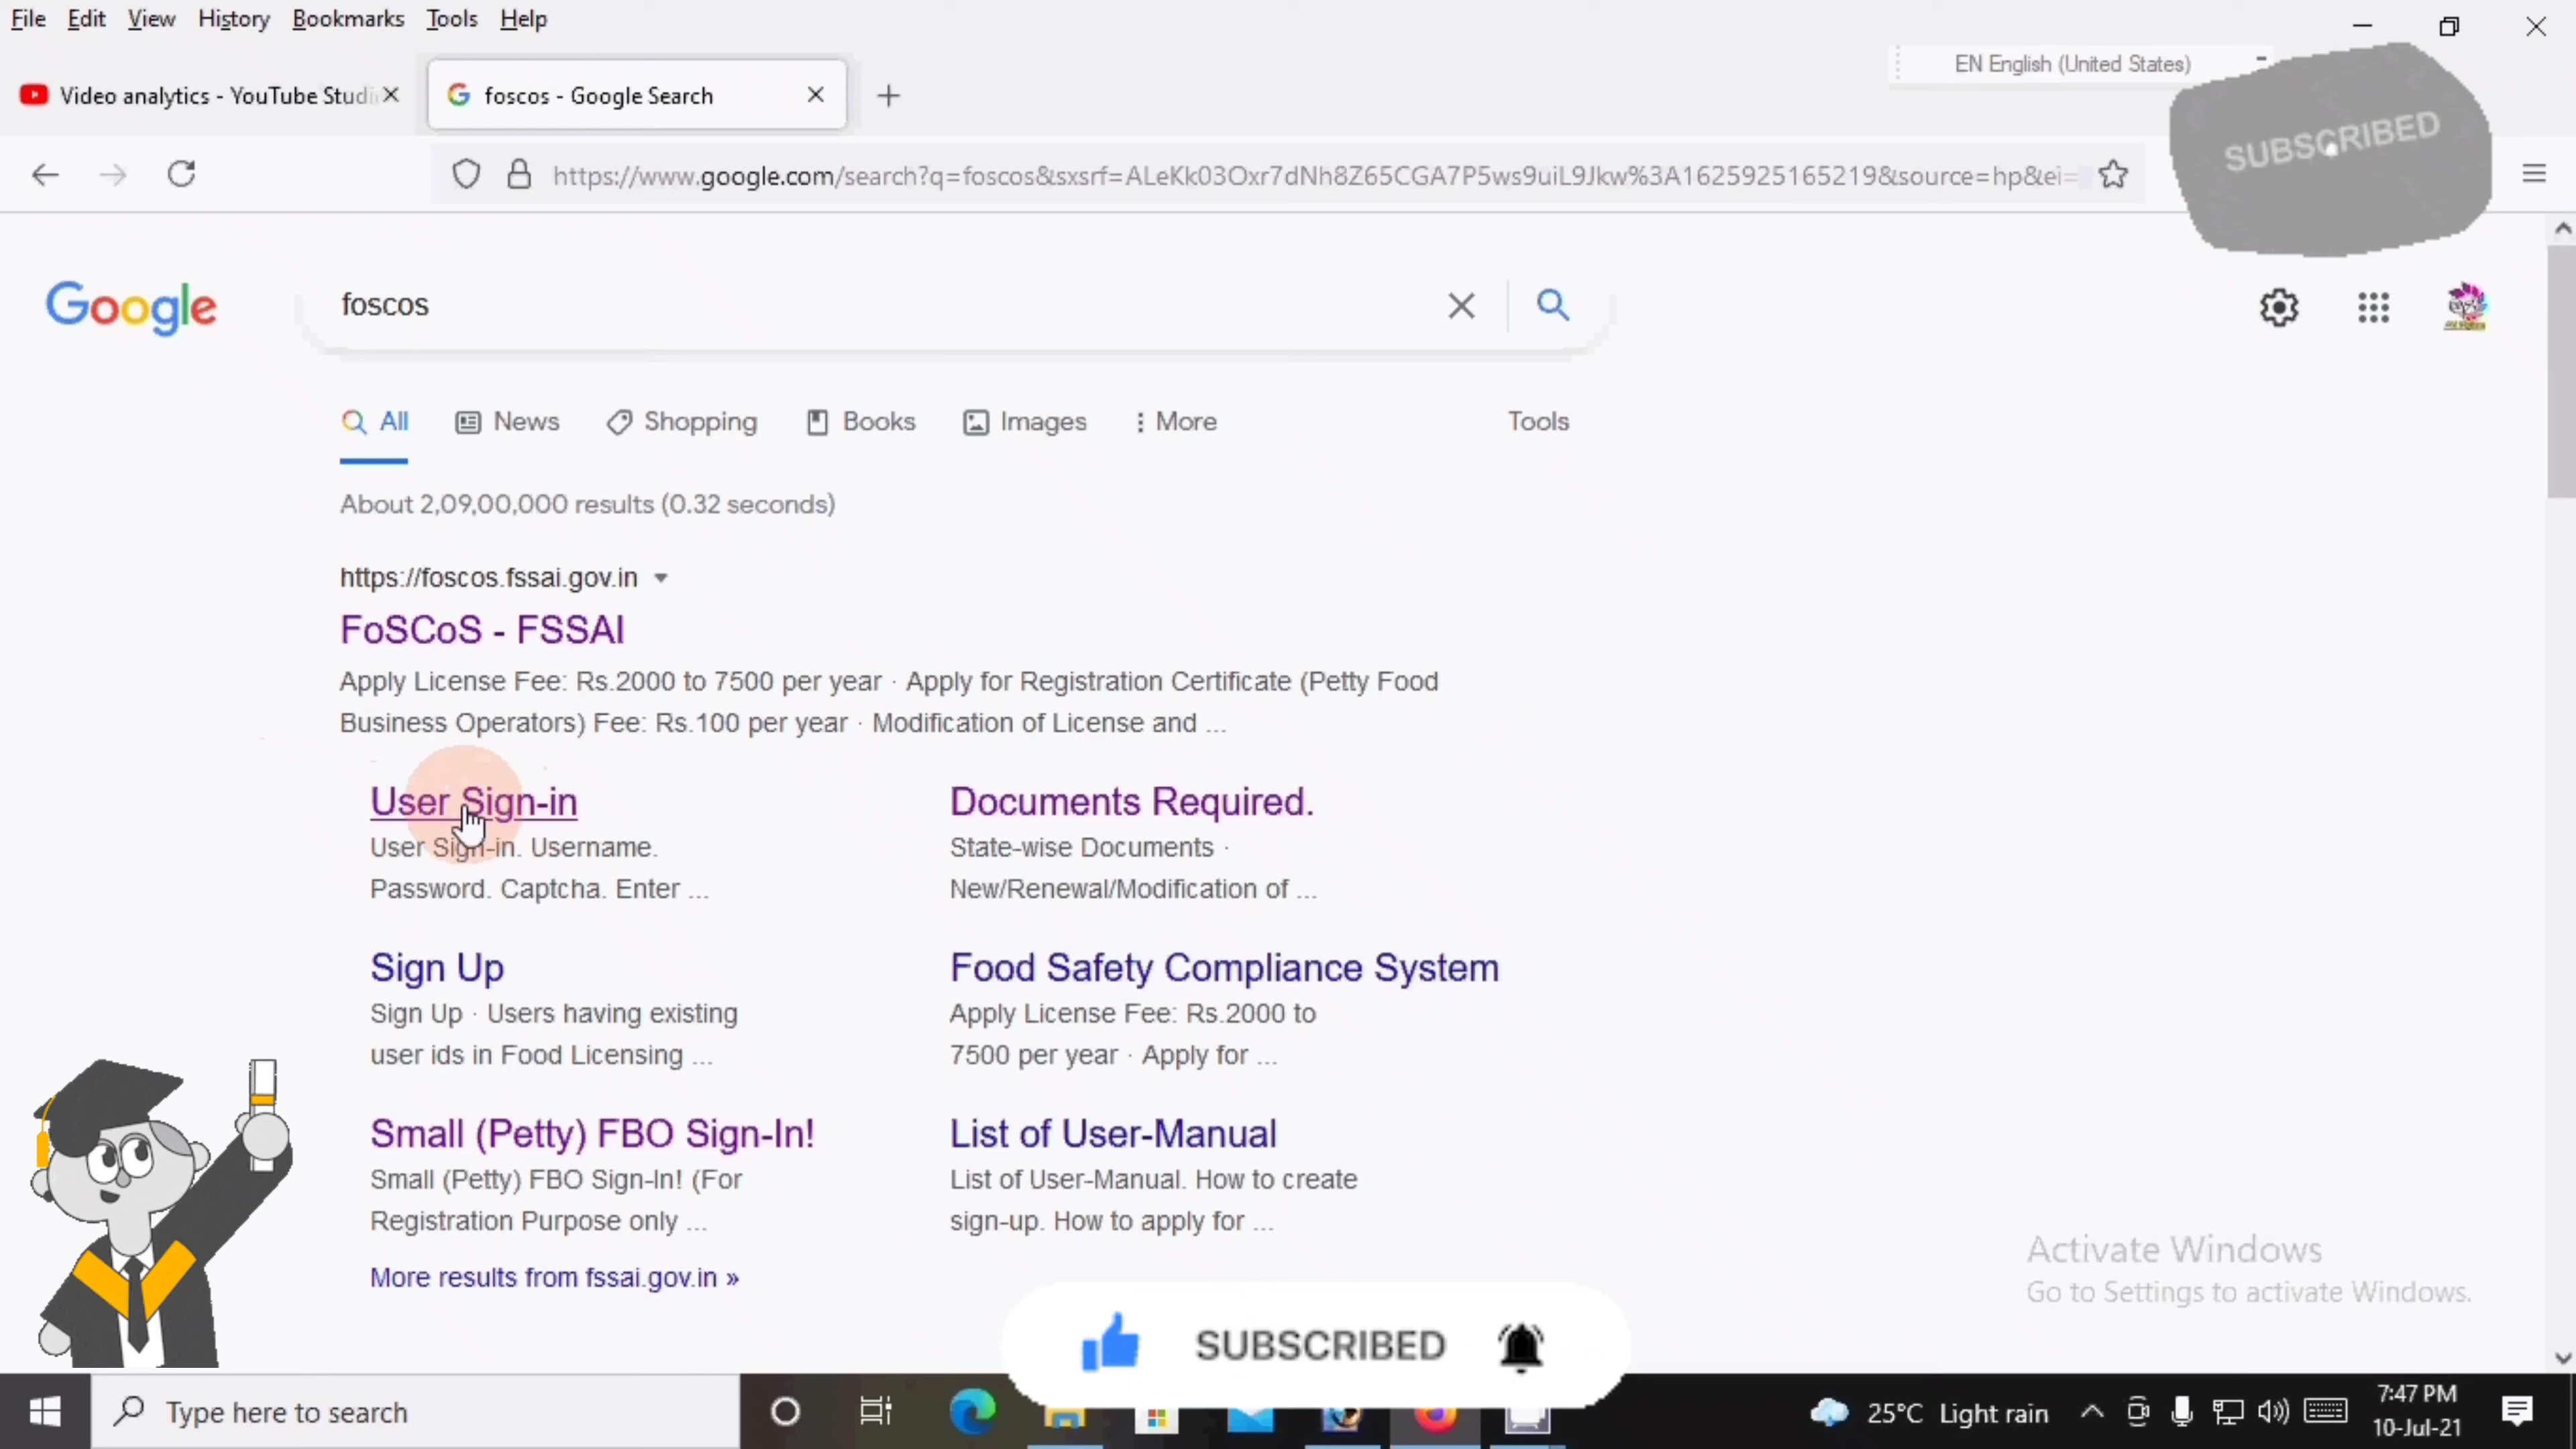 File Edit View History Bookmarks Tools Help
EN English (United States)
Video analytics - YouTube Studi
foscos - Google Search
SUBSCRIBED
https://www.google.com/search?q=foscos&sxsrf=ALeKk03Oxr7dNh8Z65CGA7P5ws9uiL9Jkw%3A1625925165219&source=hp&ei=
Google
foscos
All News Shopping Books Images More Tools
About 2,09,00,000 results (0.32 seconds)
https://foscos.fssai.gov.in
FoSCoS - FSSAI
Apply License Fee: Rs.2000 to 7500 per year · Apply for Registration Certificate (Petty Food
Business Operators) Fee: Rs.100 per year · Modification of License and ...
User Sign-in
User Sign-in. Username.
Password. Captcha. Enter ...
Documents Required.
State-wise Documents ·
New/Renewal/Modification of ...
Sign Up
Sign Up · Users having existing
user ids in Food Licensing ...
Food Safety Compliance System
Apply License Fee: Rs.2000 to
7500 per year · Apply for ...
Small (Petty) FBO Sign-In!
Small (Petty) FBO Sign-In! (For
Registration Purpose only ...
List of User-Manual
List of User-Manual. How to create
sign-up. How to apply for ...
More results from fssai.gov.in »
Activate Windows
Go to Settings to activate Windows.
SUBSCRIBED
Type here to search
25°C Light rain
7:47 PM
10-Jul-21